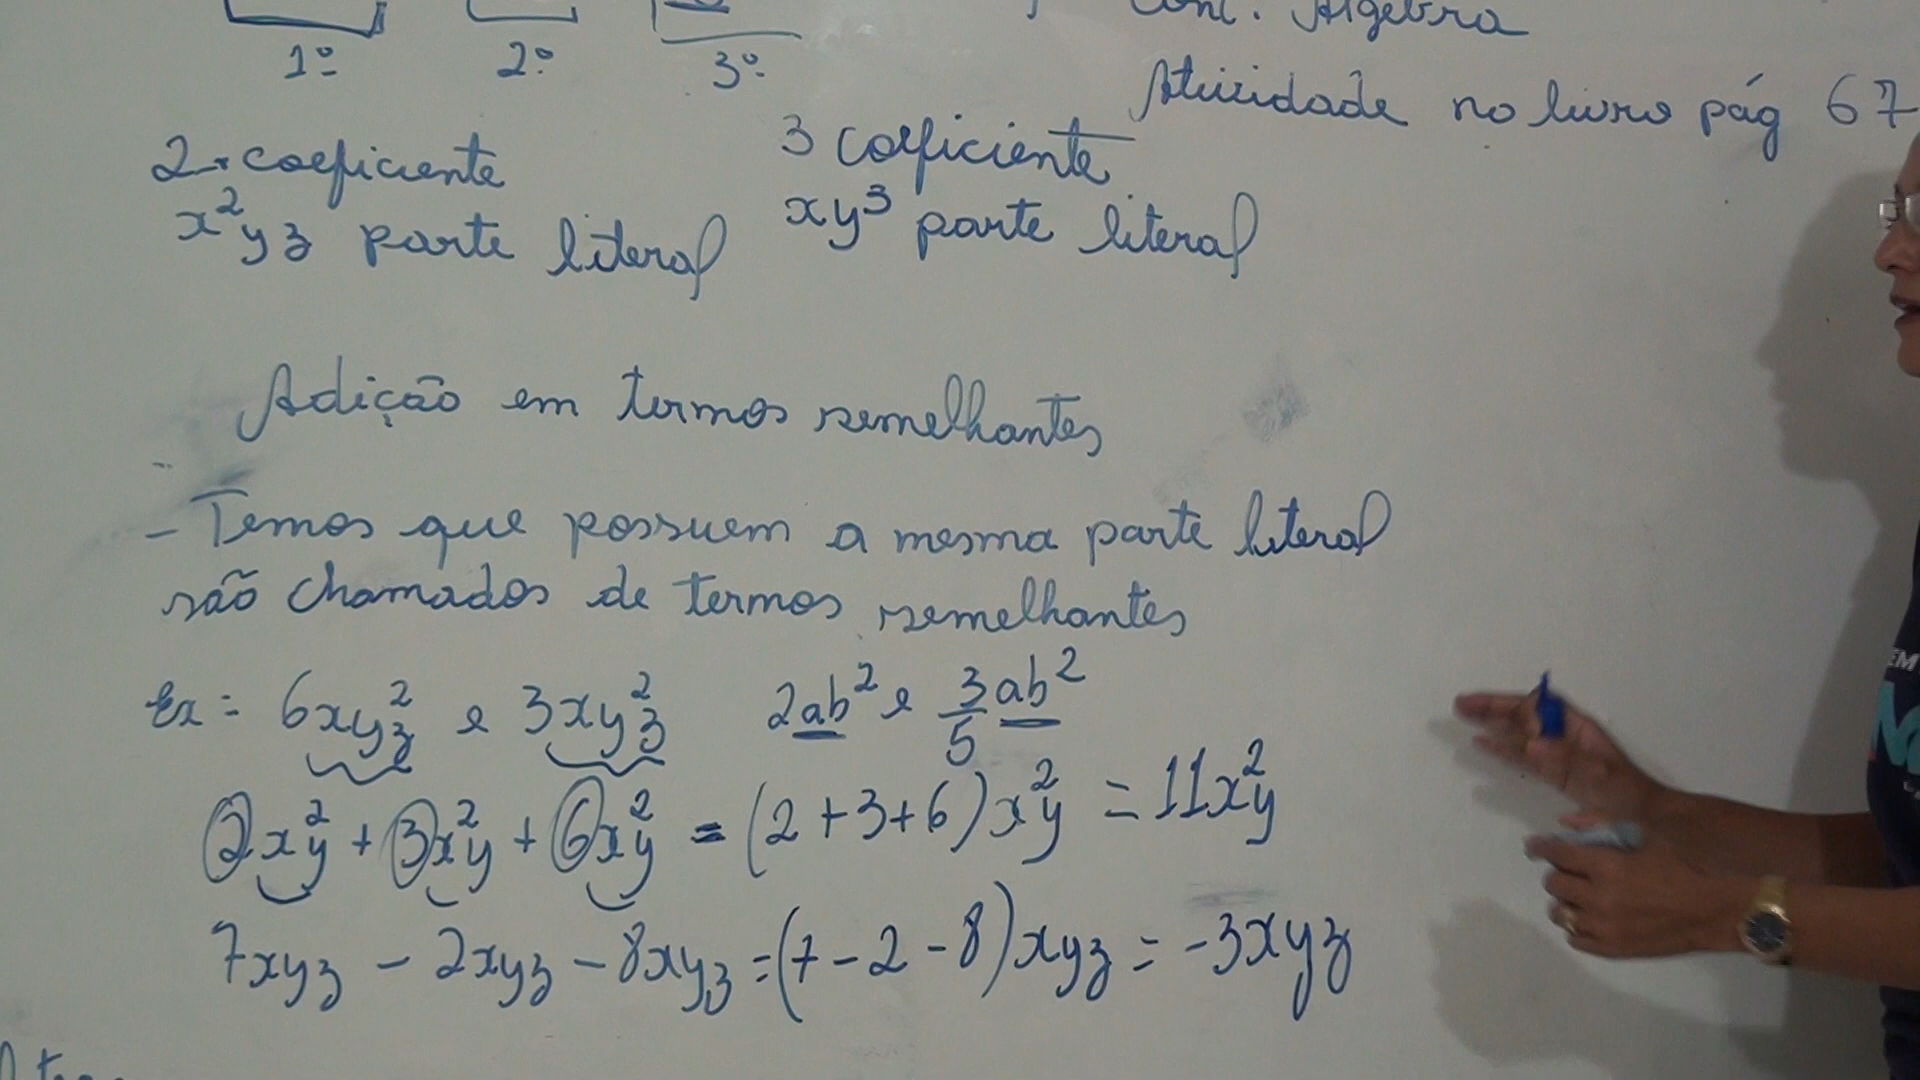 1º 2º 3º
Cont. Algebra
Atividade no livro pág 67
2 coeficiente
x²yz parte literal
3 coeficiente
xy³ parte literal
Adição em termos semelhantes
- Temos que possuem a mesma parte literal
são chamados de termos semelhantes
Ex: 6xy²z e 3xy²z 2ab² e 3/5 ab²
2x²y + 3x²y + 6x²y = (2+3+6)x²y = 11x²y
7xyz - 2xyz - 8xyz = (7-2-8)xyz = -3xyz